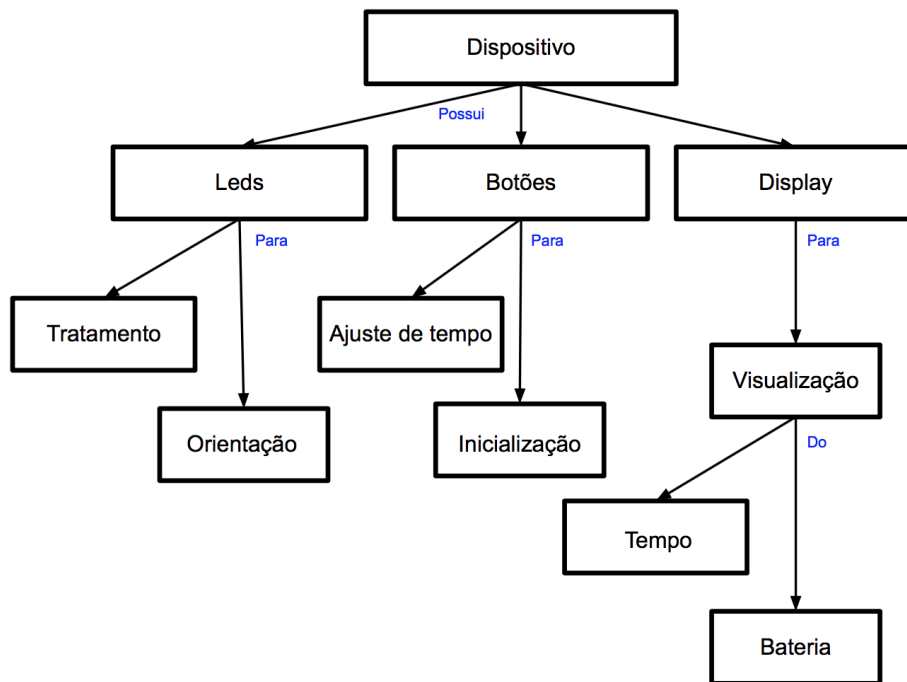 Dispositivo
Possui
Leds
Botões
Display
Para
Para
Para
Tratamento
Ajuste de tempo
Visualização
Orientação
Inicialização
Do
Tempo
Bateria